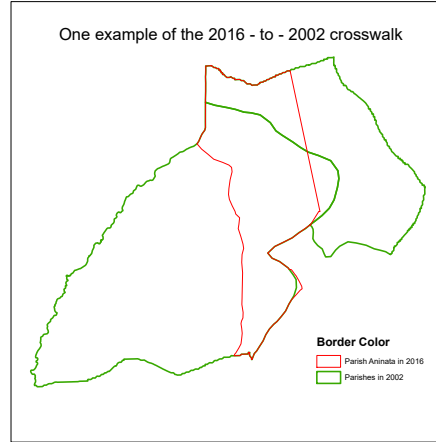 One example of the 2016 - to - 2002 crosswalk
Border Color
Parish Aninata in 2016
Parishes in 2002